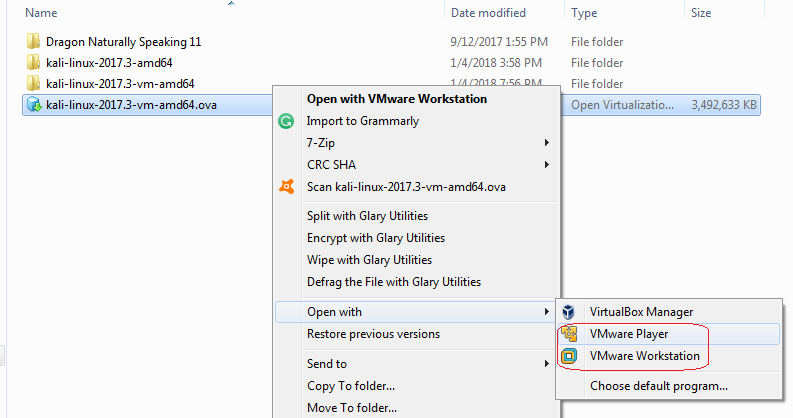 Name Date modified Type Size
Dragon Naturally Speaking 11 9/12/2017 1:55 PM File folder
kali-linux-2017.3-amd64 1/4/2018 3:58 PM File folder
kali-linux-2017.3-vm-amd64 1/4/2018 7:56 PM File folder
kali-linux-2017.3-vm-amd64.ova Open Virtualizatio... 3,492,633 KB
Open with VMware Workstation
Import to Grammarly
7-Zip
CRC SHA
Scan kali-linux-2017.3-vm-amd64.ova
Split with Glary Utilities
Encrypt with Glary Utilities
Wipe with Glary Utilities
Defrag the File with Glary Utilities
Open with
Restore previous versions
Send to
Copy To folder...
Move To folder...
VirtualBox Manager
VMware Player
VMware Workstation
Choose default program...